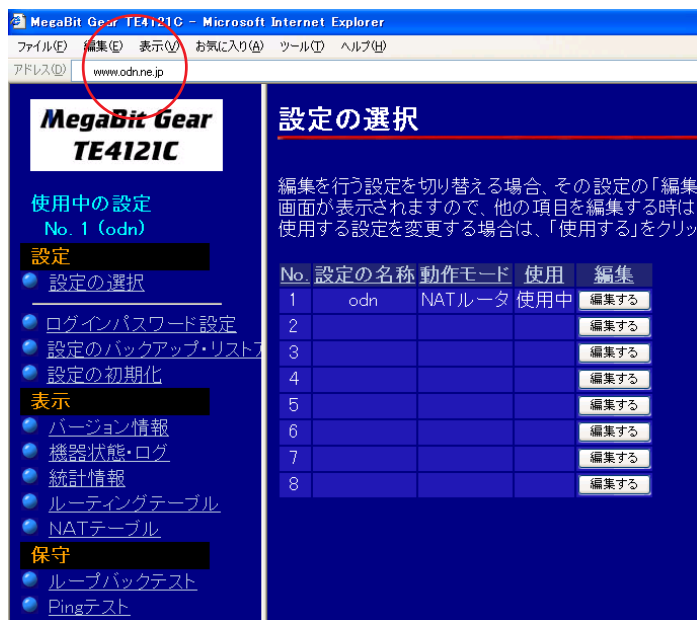 MegaBit Gear TE4121C - Microsoft Internet Explorer
ファイル(F) 編集(E) 表示(V) お気に入り(A) ツール(T) ヘルプ(H)
アドレス(D) www.odn.ne.jp
MegaBit Gear
TE4121C
使用中の設定
No. 1 (odn)
設定
設定の選択
ログインパスワード設定
設定のバックアップ・リストア
設定の初期化
表示
バージョン情報
機器状態・ログ
統計情報
ルーティングテーブル
NATテーブル
保守
ループバックテスト
Pingテスト
設定の選択
編集を行う設定を切り替える場合、その設定の「編集
画面が表示されますので、他の項目を編集する時は
使用する設定を変更する場合は、「使用する」をクリッ
No. 設定の名称 動作モード 使用 編集
1 odn NATルータ 使用中 編集する
2 編集する
3 編集する
4 編集する
5 編集する
6 編集する
7 編集する
8 編集する